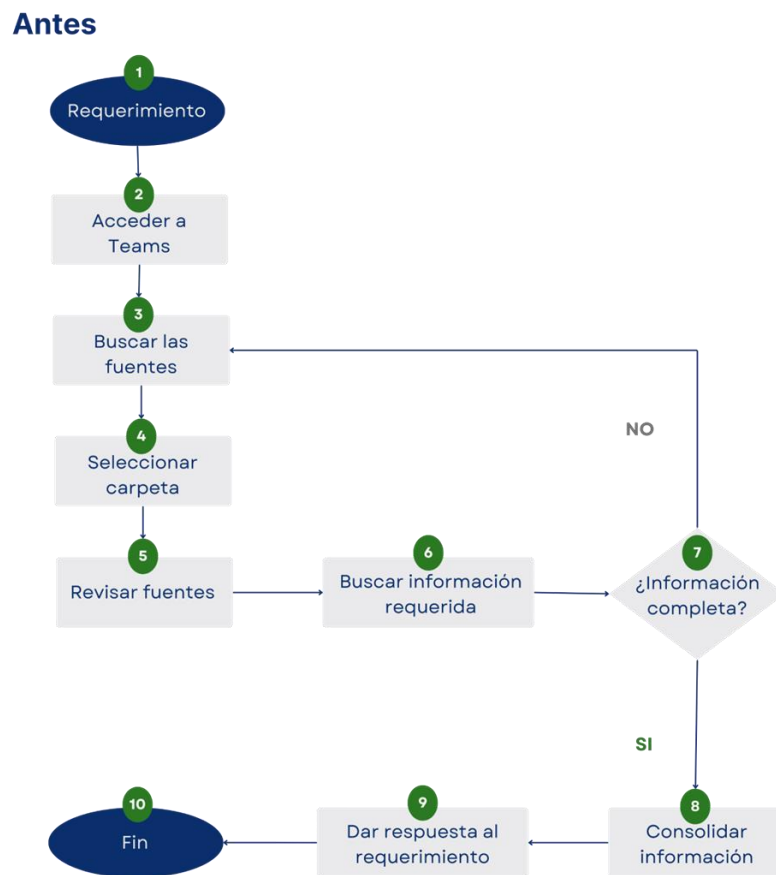 Antes
1
Requerimiento
2
Acceder a
Teams
3
Buscar las
fuentes
4
Seleccionar
carpeta
5
Revisar fuentes
6
Buscar información
requerida
7
¿Información
completa?
NO
SI
8
Consolidar
información
9
Dar respuesta al
requerimiento
10
Fin